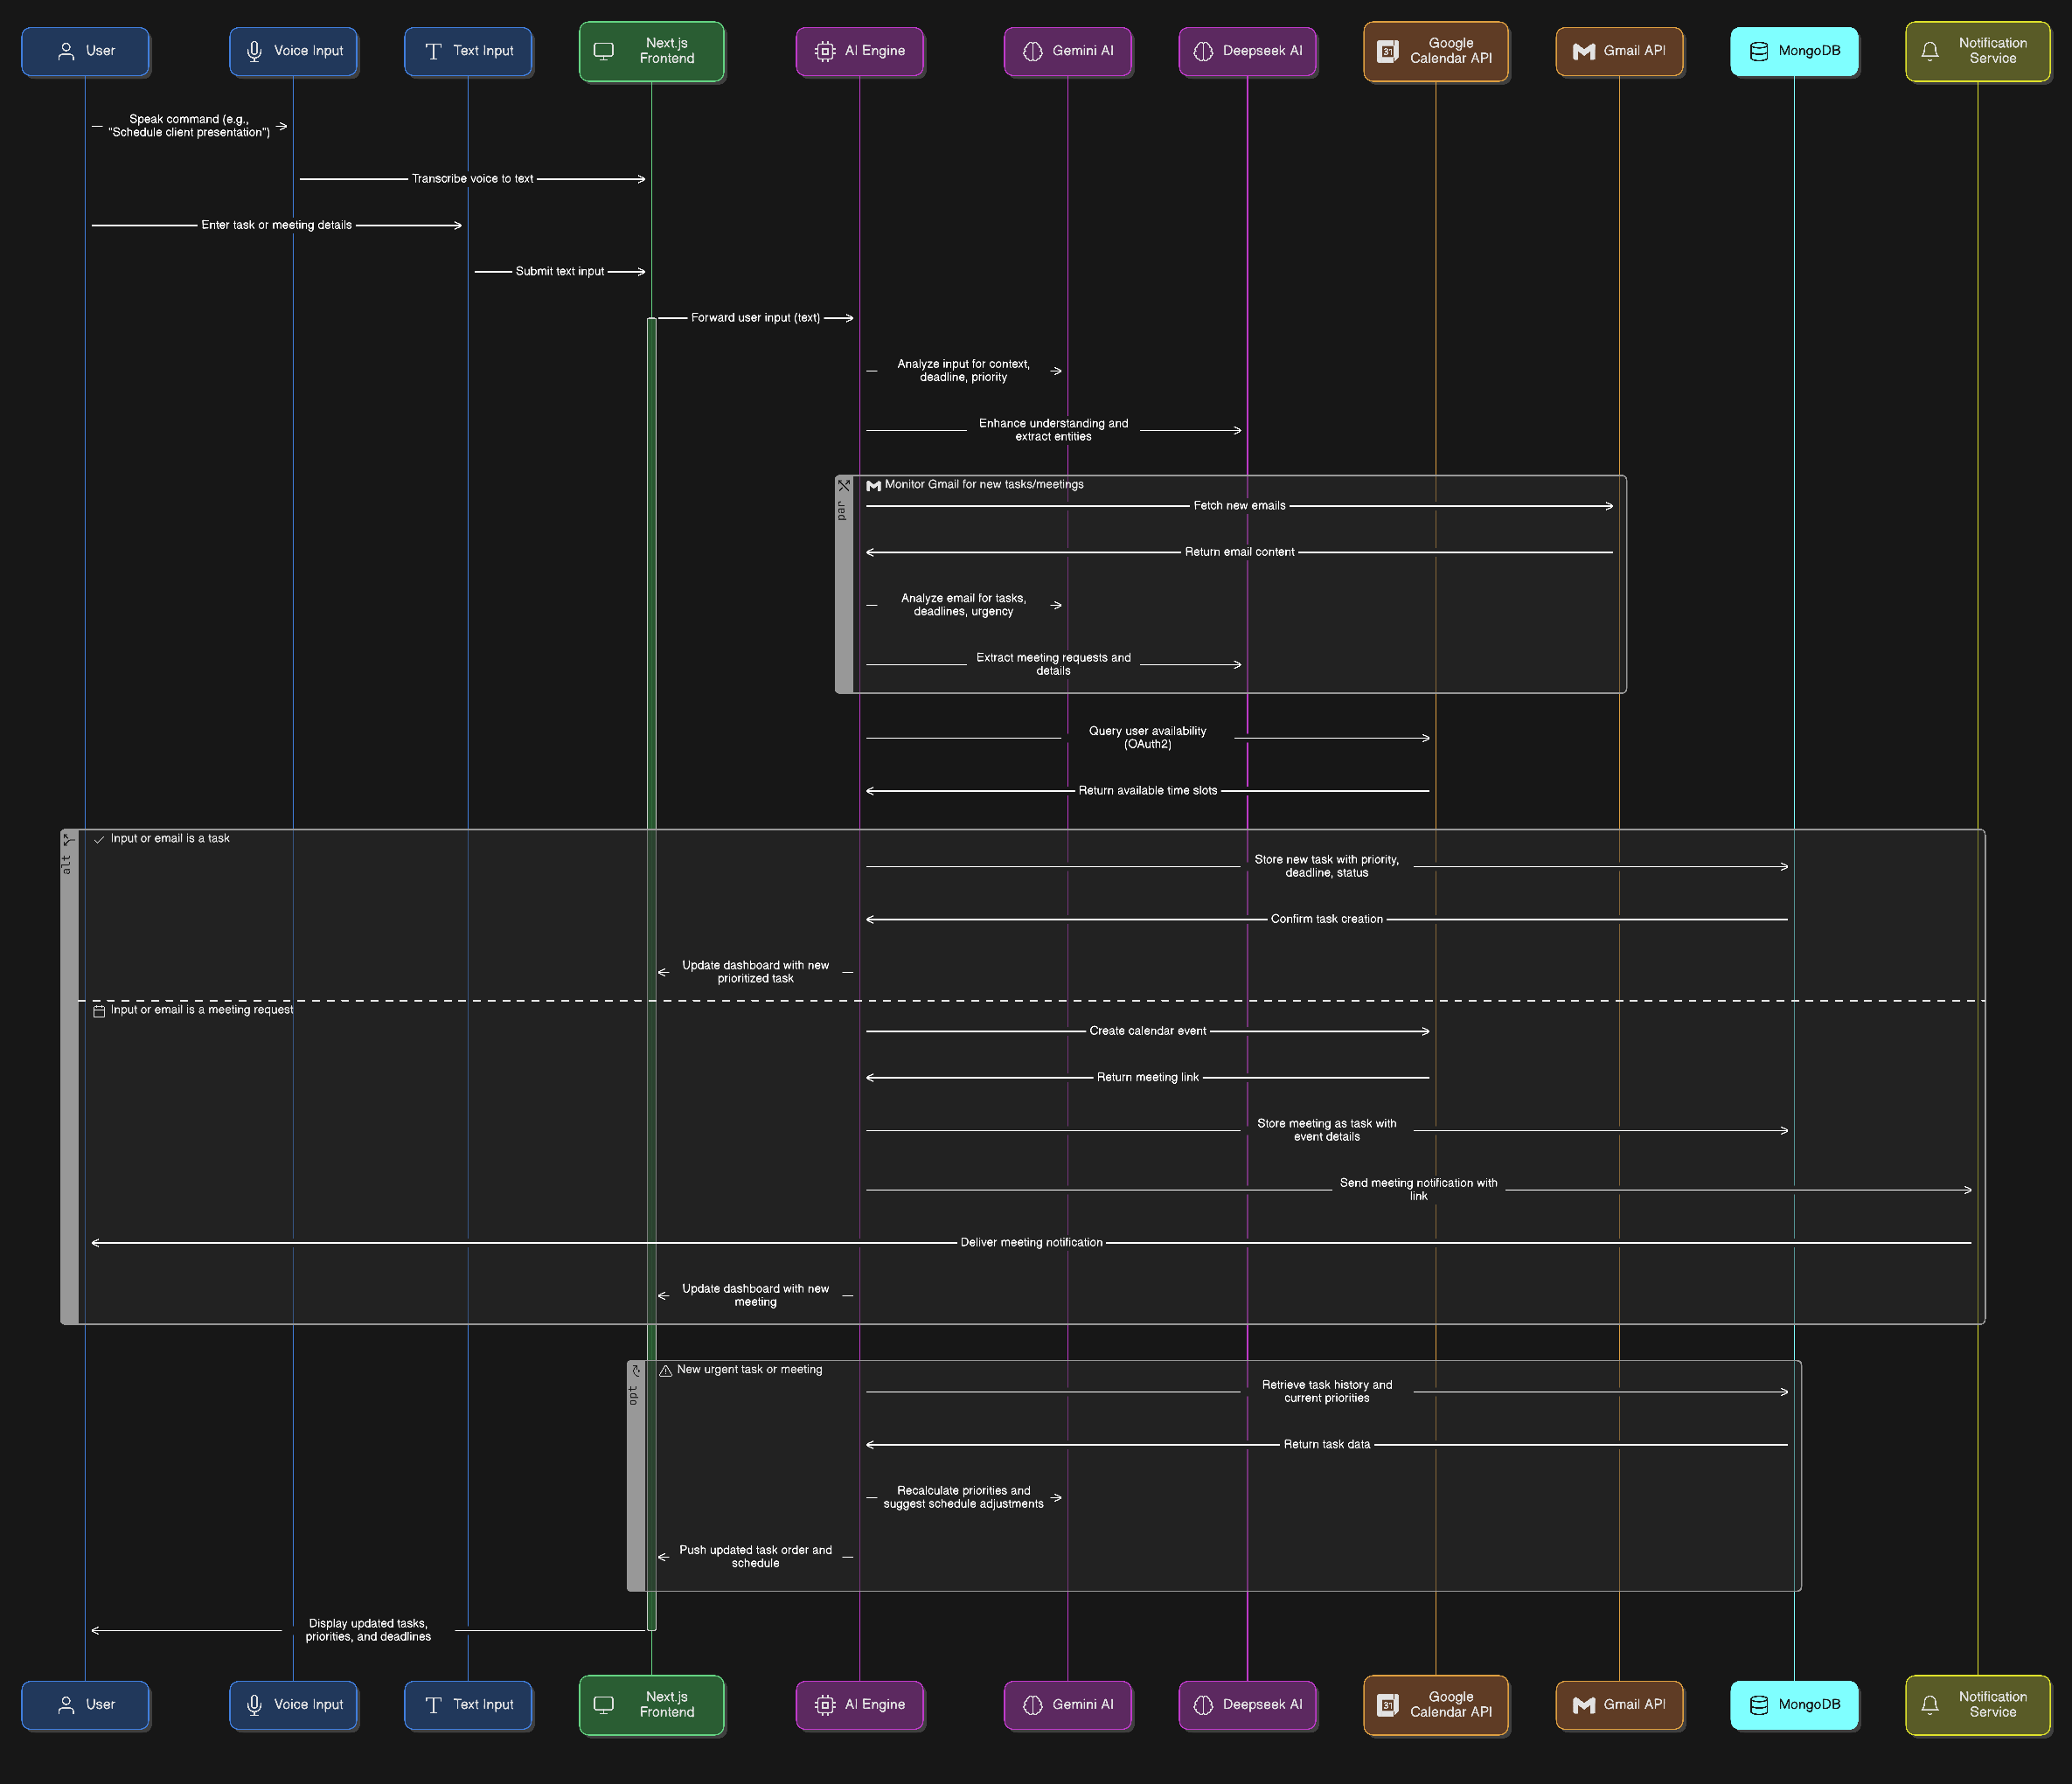 User
Voice Input
Text Input
Next.js
Frontend
AI Engine
Gemini AI
Deepseek AI
31
Google
Calendar API
Gmail API
MongoDB
Notification
Service
Speak command (e.g.,
"Schedule client presentation")
Transcribe voice to text
Enter task or meeting details
Submit text input
Forward user input (text)
Analyze input for context,
deadline, priority
Enhance understanding and
extract entities
par
Monitor Gmail for new tasks/meetings
Fetch new emails
Return email content
Analyze email for tasks,
deadlines, urgency
Extract meeting requests and
details
Query user availability
(OAuth2)
Return available time slots
alt
Input or email is a task
Store new task with priority,
deadline, status
Confirm task creation
Update dashboard with new
prioritized task
Input or email is a meeting request
Create calendar event
Return meeting link
Store meeting as task with
event details
Send meeting notification with
link
Deliver meeting notification
Update dashboard with new
meeting
opt
New urgent task or meeting
Retrieve task history and
current priorities
Return task data
Recalculate priorities and
suggest schedule adjustments
Push updated task order and
schedule
Display updated tasks,
priorities, and deadlines
User
Voice Input
Text Input
Next.js
Frontend
AI Engine
Gemini AI
Deepseek AI
31
Google
Calendar API
Gmail API
MongoDB
Notification
Service